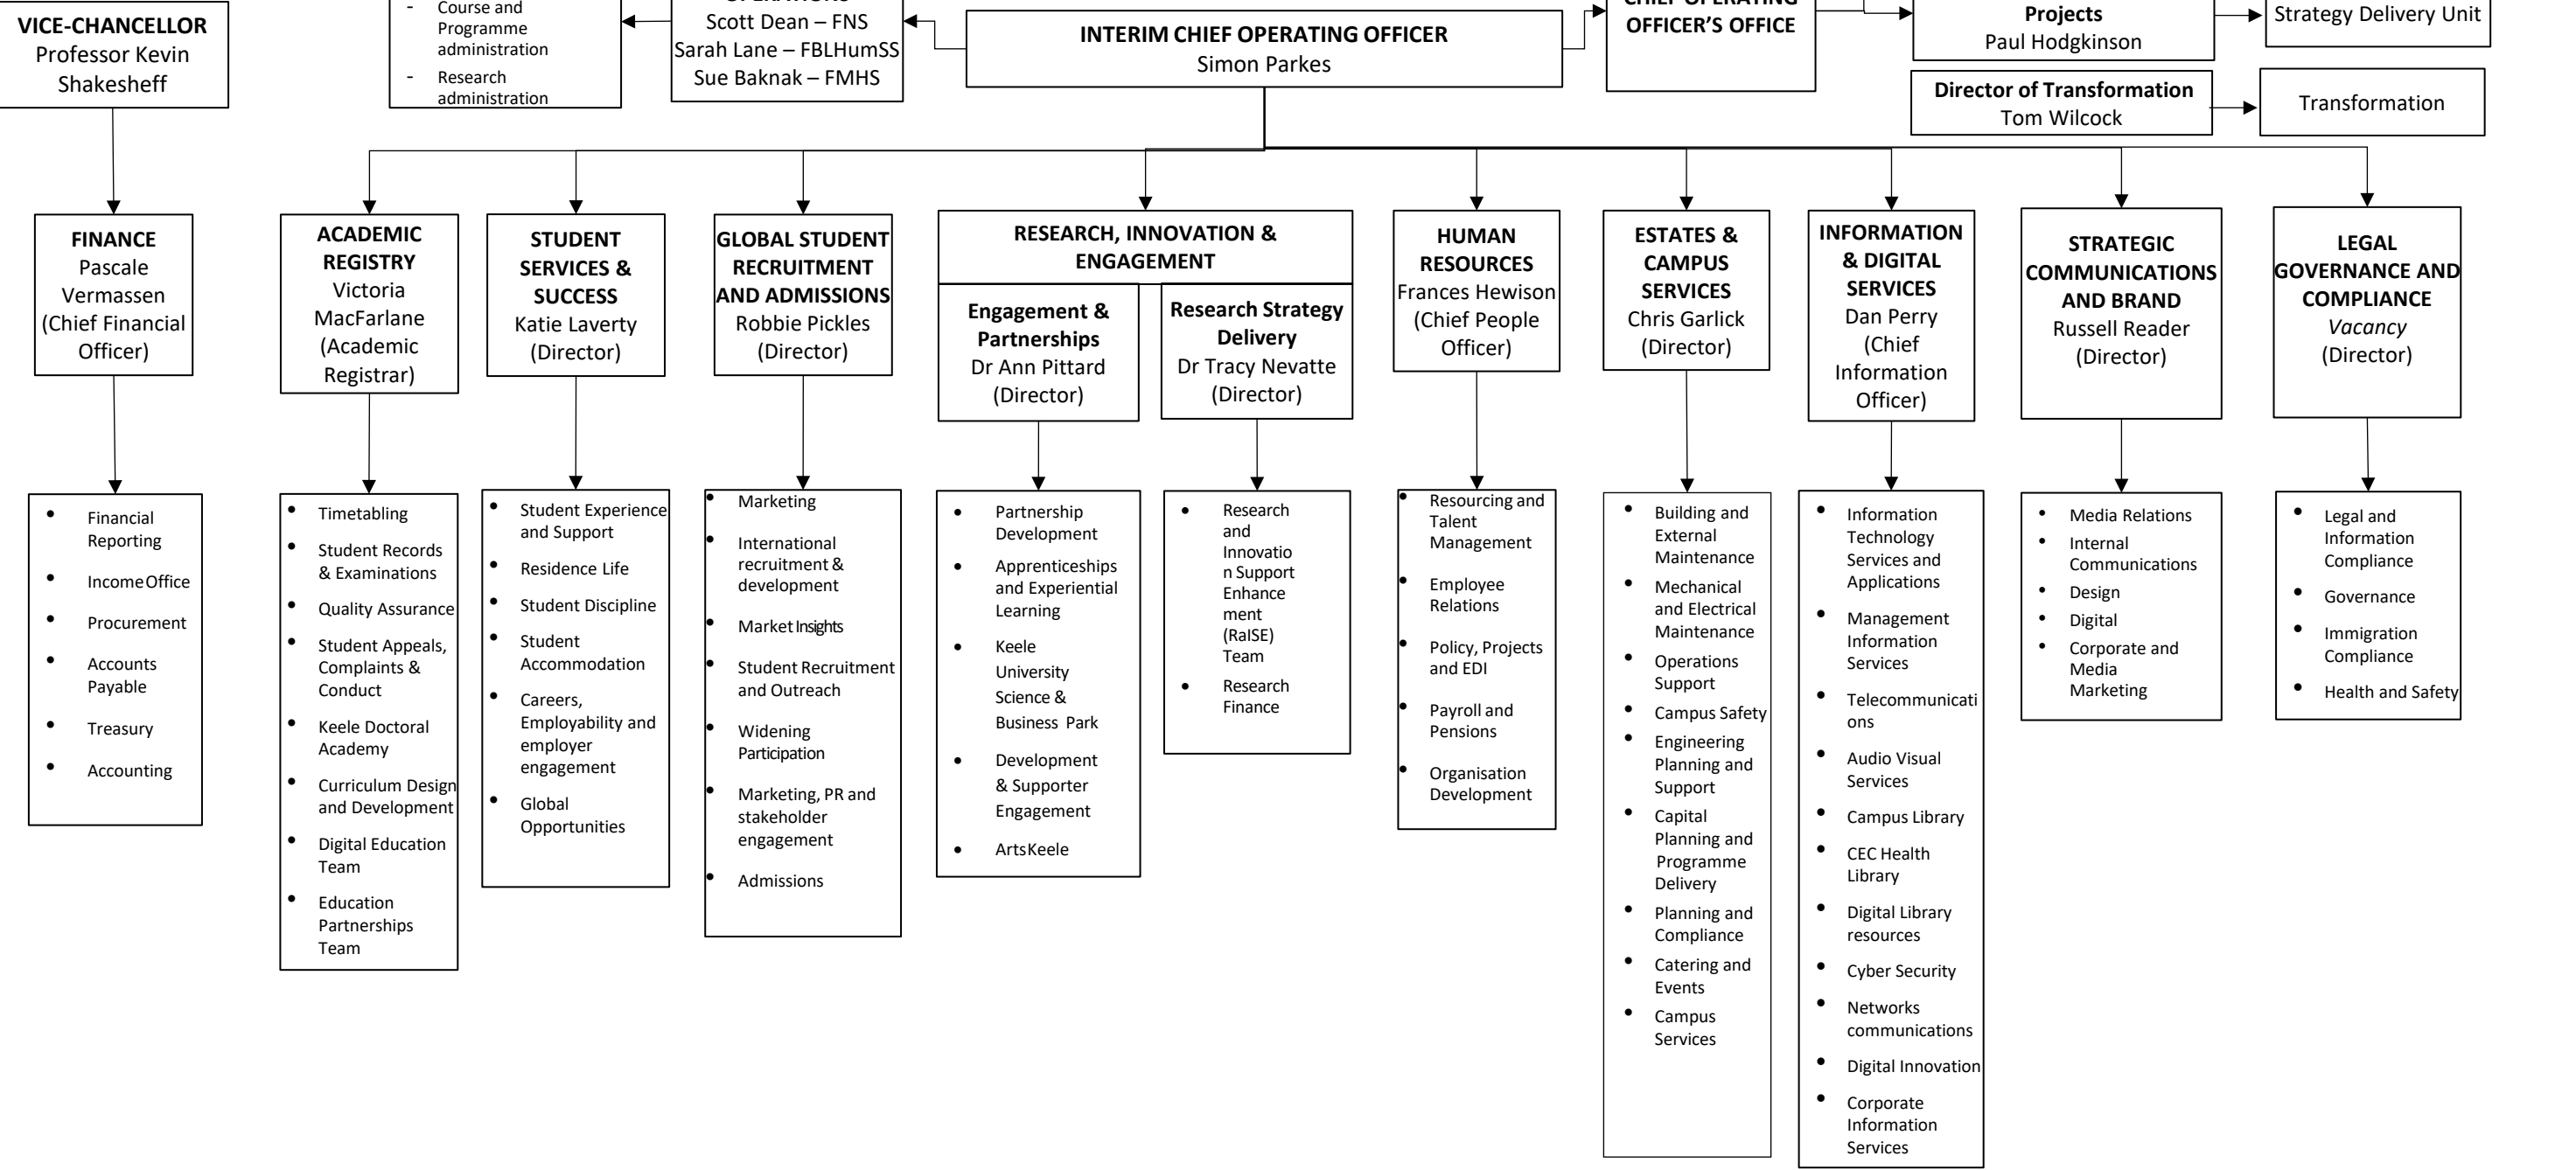 VICE-CHANCELLOR
Professor Kevin
Shakesheff
- Course and
Programme
administration
- Research
administration
OPERATIONS
Scott Dean – FNS
Sarah Lane – FBLHumSS
Sue Baknak – FMHS
INTERIM CHIEF OPERATING OFFICER
Simon Parkes
CHIEF OPERATING
OFFICER'S OFFICE
Projects
Paul Hodgkinson
Strategy Delivery Unit
Director of Transformation
Tom Wilcock
Transformation
FINANCE
Pascale
Vermassen
(Chief Financial
Officer)
ACADEMIC
REGISTRY
Victoria
MacFarlane
(Academic
Registrar)
STUDENT
SERVICES &
SUCCESS
Katie Laverty
(Director)
GLOBAL STUDENT
RECRUITMENT
AND ADMISSIONS
Robbie Pickles
(Director)
RESEARCH, INNOVATION &
ENGAGEMENT
Engagement &
Partnerships
Dr Ann Pittard
(Director)
Research Strategy
Delivery
Dr Tracy Nevatte
(Director)
HUMAN
RESOURCES
Frances Hewison
(Chief People
Officer)
ESTATES &
CAMPUS
SERVICES
Chris Garlick
(Director)
INFORMATION
& DIGITAL
SERVICES
Dan Perry
(Chief
Information
Officer)
STRATEGIC
COMMUNICATIONS
AND BRAND
Russell Reader
(Director)
LEGAL
GOVERNANCE AND
COMPLIANCE
Vacancy
(Director)
• Financial
Reporting
• Income Office
• Procurement
• Accounts
Payable
• Treasury
• Accounting
• Timetabling
• Student Records
& Examinations
• Quality Assurance
• Student Appeals,
Complaints &
Conduct
• Keele Doctoral
Academy
• Curriculum Design
and Development
• Digital Education
Team
• Education
Partnerships
Team
• Student Experience
and Support
• Residence Life
• Student Discipline
• Student
Accommodation
• Careers,
Employability and
employer
engagement
• Global
Opportunities
• Marketing
• International
recruitment &
development
• Market Insights
• Student Recruitment
and Outreach
• Widening
Participation
• Marketing, PR and
stakeholder
engagement
• Admissions
• Partnership
Development
• Apprenticeships
and Experiential
Learning
• Keele
University
Science &
Business Park
• Development
& Supporter
Engagement
• ArtsKeele
• Research
and
Innovatio
n Support
Enhance
ment
(RaISE)
Team
• Research
Finance
• Resourcing and
Talent
Management
• Employee
Relations
• Policy, Projects
and EDI
• Payroll and
Pensions
• Organisation
Development
• Building and
External
Maintenance
• Mechanical
and Electrical
Maintenance
• Operations
Support
• Campus Safety
• Engineering
Planning and
Support
• Capital
Planning and
Programme
Delivery
• Planning and
Compliance
• Catering and
Events
• Campus
Services
• Information
Technology
Services and
Applications
• Management
Information
Services
• Telecommunicati
ons
• Audio Visual
Services
• Campus Library
• CEC Health
Library
• Digital Library
resources
• Cyber Security
• Networks
communications
• Digital Innovation
• Corporate
Information
Services
• Media Relations
• Internal
Communications
• Design
• Digital
• Corporate and
Media
Marketing
• Legal and
Information
Compliance
• Governance
• Immigration
Compliance
• Health and Safety